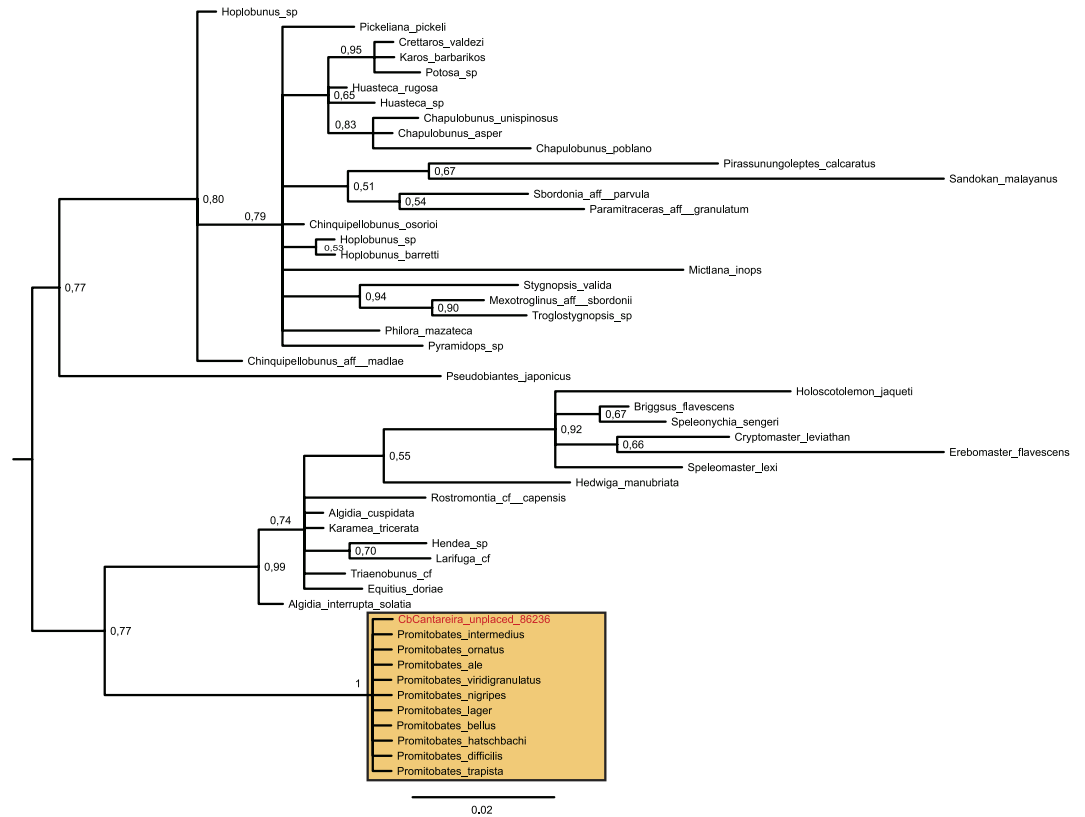 Hoplobunus_sp
Pickeliana_pickeli
Crettaros_valdezi
0,95
Karos_barbarikos
Potosa_sp
Huasteca_rugosa
0,65
Huasteca_sp
Chapulobunus_unispinosus
0,83
Chapulobunus_asper
Chapulobunus_poblano
Pirassunungoleptes_calcaratus
0,67
Sandokan_malayanus
0,51
Sbordonia_aff_parvula
0,80
0,54
Paramitraceras_aff_granulatum
0,79
Chinquipellobunus_osorioi
Hoplobunus_sp
0,53
Hoplobunus_barretti
Mictlana_inops
0,77
Stygnopsis_valida
0,94
Mexotroglinus_aff__sbordonii
0,90
Troglostygnopsis_sp
Philora_mazateca
Pyramidops_sp
Chinquipellobunus_aff__madlae
Pseudobiantes_japonicus
Holoscotolemon_jaqueti
Briggsus_flavescens
0,67
Speleonychia_sengeri
0,92
Cryptomaster_leviathan
0,66
Erebomaster_flavescens
0,55
Speleomaster_lexi
Hedwiga_manubriata
Rostromontia_cf__capensis
Algidia_cuspidata
0,74
Karamea_tricerata
Hendea_sp
0,70
Larifuga_cf
0,99
Triaenobunus_cf
Equitius_doriae
Algidia_interrupta_solatia
CbCantareira_unplaced_86236
0,77
Promitobates_intermedius
Promitobates_ornatus
Promitobates_ale
Promitobates_viridigranulatus
1
Promitobates_nigripes
Promitobates_lager
Promitobates_bellus
Promitobates_hatschbachi
Promitobates_difficilis
Promitobates_trapista
0.02